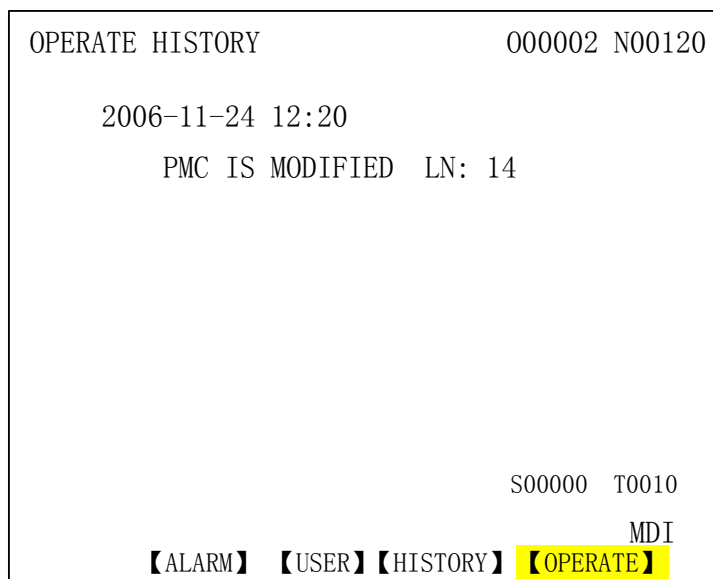 OPERATE HISTORY O00002 N00120
2006-11-24 12:20
PMC IS MODIFIED LN: 14
S00000 T0010
MDI
【ALARM】 【USER】【HISTORY】 【OPERATE】